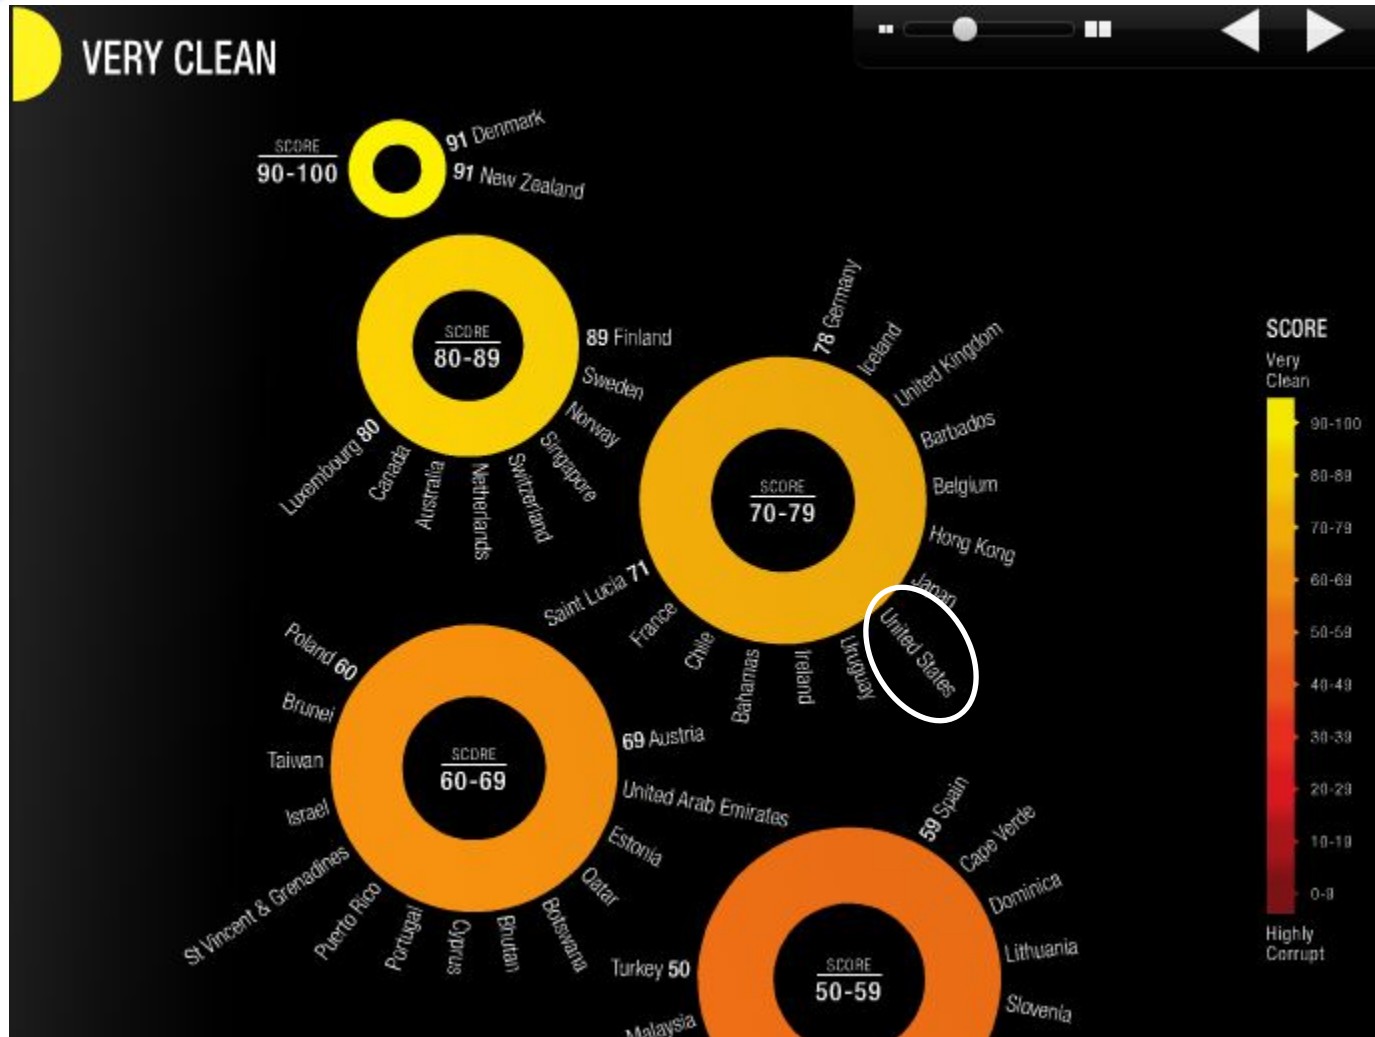 VERY CLEAN
SCORE
90-100
91 Denmark
91 New Zealand
SCORE
80-89
89 Finland
Sweden
Norway
Singapore
Switzerland
Netherlands
Australia
Canada
Luxembourg 80
SCORE
70-79
78 Germany
Iceland
United Kingdom
Barbados
Belgium
Hong Kong
Japan
United States
Uruguay
Ireland
Bahamas
Chile
France
Saint Lucia 71
SCORE
60-69
69 Austria
United Arab Emirates
Estonia
Qatar
Botswana
Bhutan
Cyprus
Portugal
Puerto Rico
St Vincent & Grenadines
Israel
Taiwan
Brunei
Poland 60
SCORE
50-59
59 Spain
Cape Verde
Dominica
Lithuania
Slovenia
Malaysia
Turkey 50
SCORE
Very
Clean
90-100
80-89
70-79
60-69
50-59
40-49
30-39
20-29
10-19
0-9
Highly
Corrupt